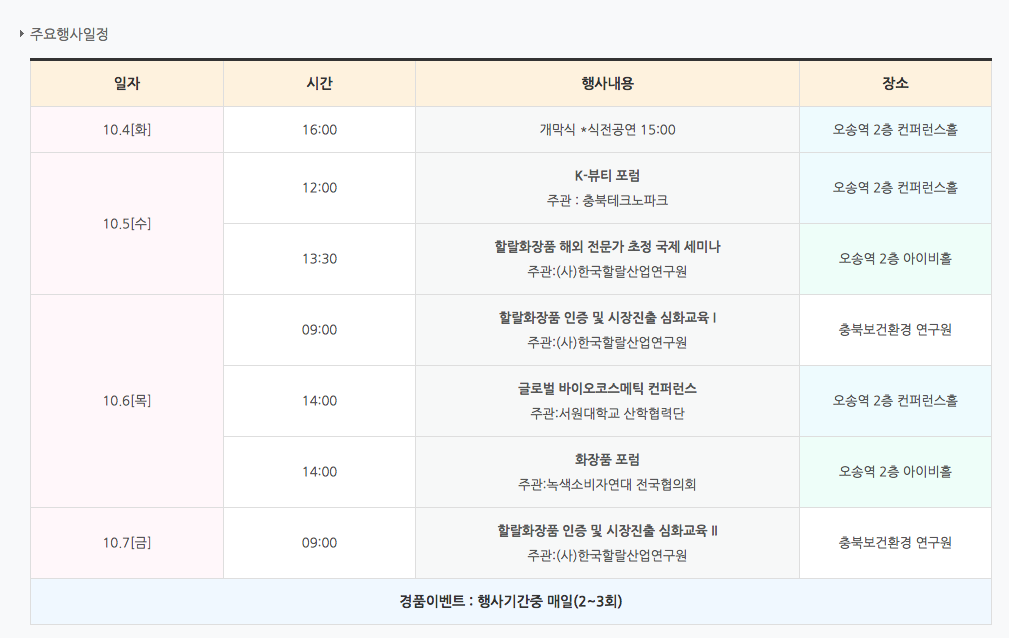 주요행사일정
일자 시간 행사내용 장소
10.4[화] 16:00 개막식 *식전공연 15:00 오송역 2층 컨퍼런스홀
10.5[수]
12:00
K-뷰티 포럼
주관 : 충북테크노파크
오송역 2층 컨퍼런스홀
13:30
할랄화장품 해외 전문가 초정 국제 세미나
주관:(사)한국할랄산업연구원
오송역 2층 아이비홀
10.6[목]
09:00
할랄화장품 인증 및 시장진출 심화교육 I
주관:(사)한국할랄산업연구원
충북보건환경 연구원
14:00
글로벌 바이오코스메틱 컨퍼런스
주관:서원대학교 산학협력단
오송역 2층 컨퍼런스홀
14:00
화장품 포럼
주관:녹색소비자연대 전국협의회
오송역 2층 아이비홀
10.7[금]
09:00
할랄화장품 인증 및 시장진출 심화교육 II
주관:(사)한국할랄산업연구원
충북보건환경 연구원
경품이벤트 : 행사기간중 매일(2~3회)